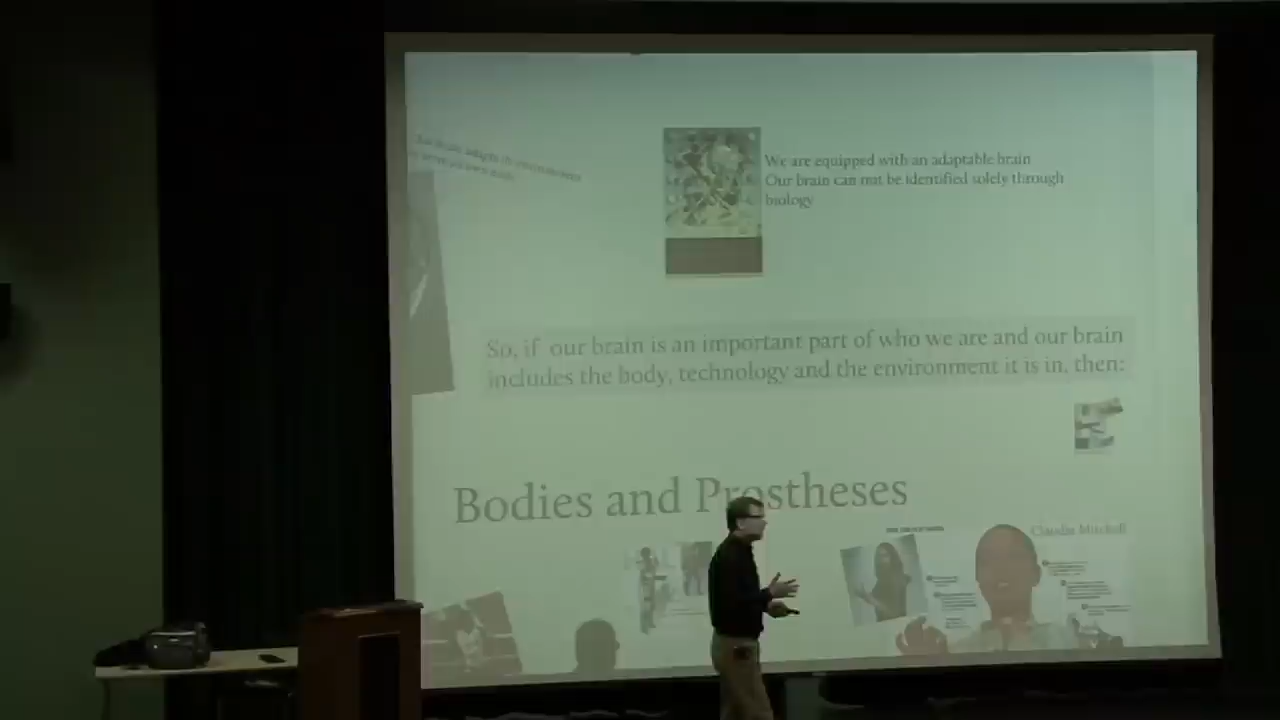 We are equipped with an adaptable brain
Our brain can not be identified solely through
biology
So, if our brain is an important part of who we are and our brain
includes the body, technology and the environment it is in, then:
Bodies and Prostheses
Claudia Mitchell